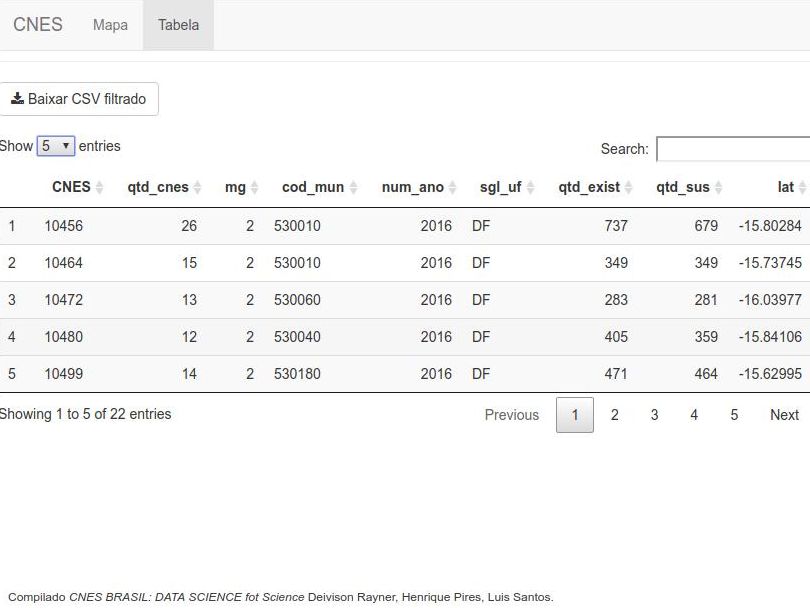 CNES Mapa Tabela
Baixar CSV filtrado
Show 5 entries Search:
CNES qtd_cnes mg cod_mun num_ano sgl_uf qtd_exist qtd_sus lat
1 10456 26 2 530010 2016 DF 737 679 -15.80284
2 10464 15 2 530010 2016 DF 349 349 -15.73745
3 10472 13 2 530060 2016 DF 283 281 -16.03977
4 10480 12 2 530040 2016 DF 405 359 -15.84106
5 10499 14 2 530180 2016 DF 471 464 -15.62995
Showing 1 to 5 of 22 entries Previous 1 2 3 4 5 Next
Compilado CNES BRASIL: DATA SCIENCE fot Science Deivison Rayner, Henrique Pires, Luis Santos.